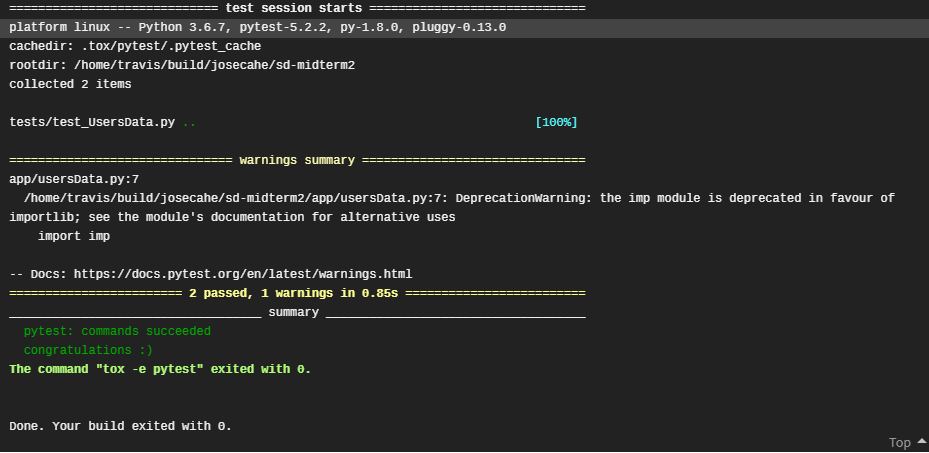 ============================= test session starts ==============================
platform linux -- Python 3.6.7, pytest-5.2.2, py-1.8.0, pluggy-0.13.0
cachedir: .tox/pytest/.pytest_cache
rootdir: /home/travis/build/josecahe/sd-midterm2
collected 2 items
tests/test_UsersData.py .. [100%]
=============================== warnings summary ===============================
app/usersData.py:7
/home/travis/build/josecahe/sd-midterm2/app/usersData.py:7: DeprecationWarning: the imp module is deprecated in favour of
importlib; see the module's documentation for alternative uses
import imp
-- Docs: https://docs.pytest.org/en/latest/warnings.html
======================== 2 passed, 1 warnings in 0.85s =========================
___________________________________ summary ____________________________________
pytest: commands succeeded
congratulations :)
The command "tox -e pytest" exited with 0.
Done. Your build exited with 0.
Top